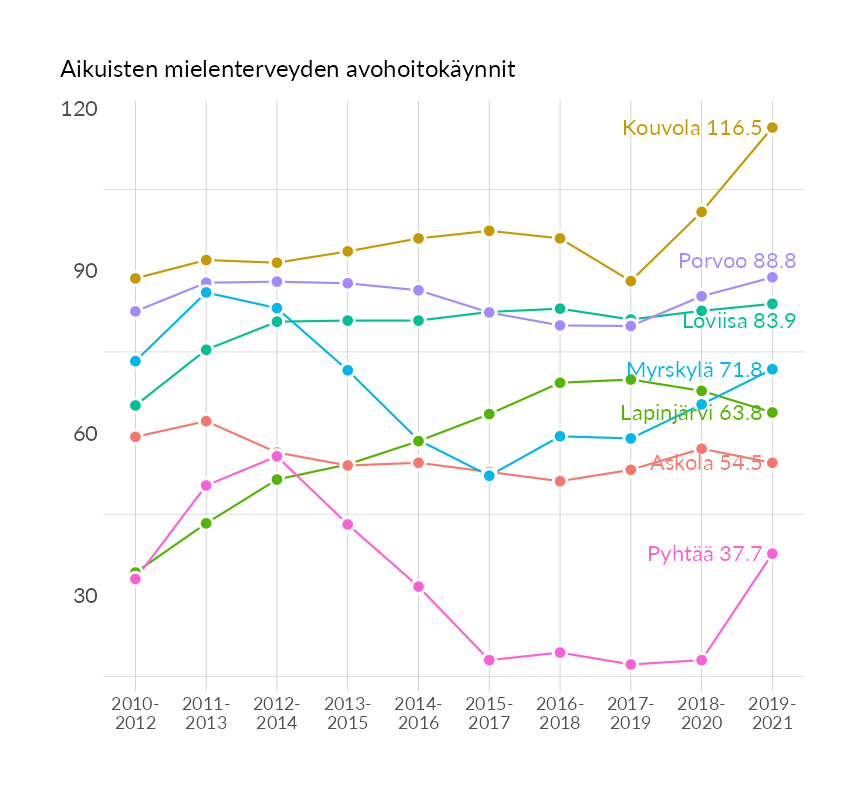 Aikuisten mielenterveyden avohoitokäynnit
120
Kouvola 116.5
90
Porvoo 88.8
Loviisa 83.9
Myrskylä 71.8
Lapinjärvi 63.8
60
Askola 54.5
Pyhtää 37.7
30
2010- 2011- 2012- 2013- 2014- 2015- 2016- 2017- 2018- 2019-
2012 2013 2014 2015 2016 2017 2018 2019 2020 2021